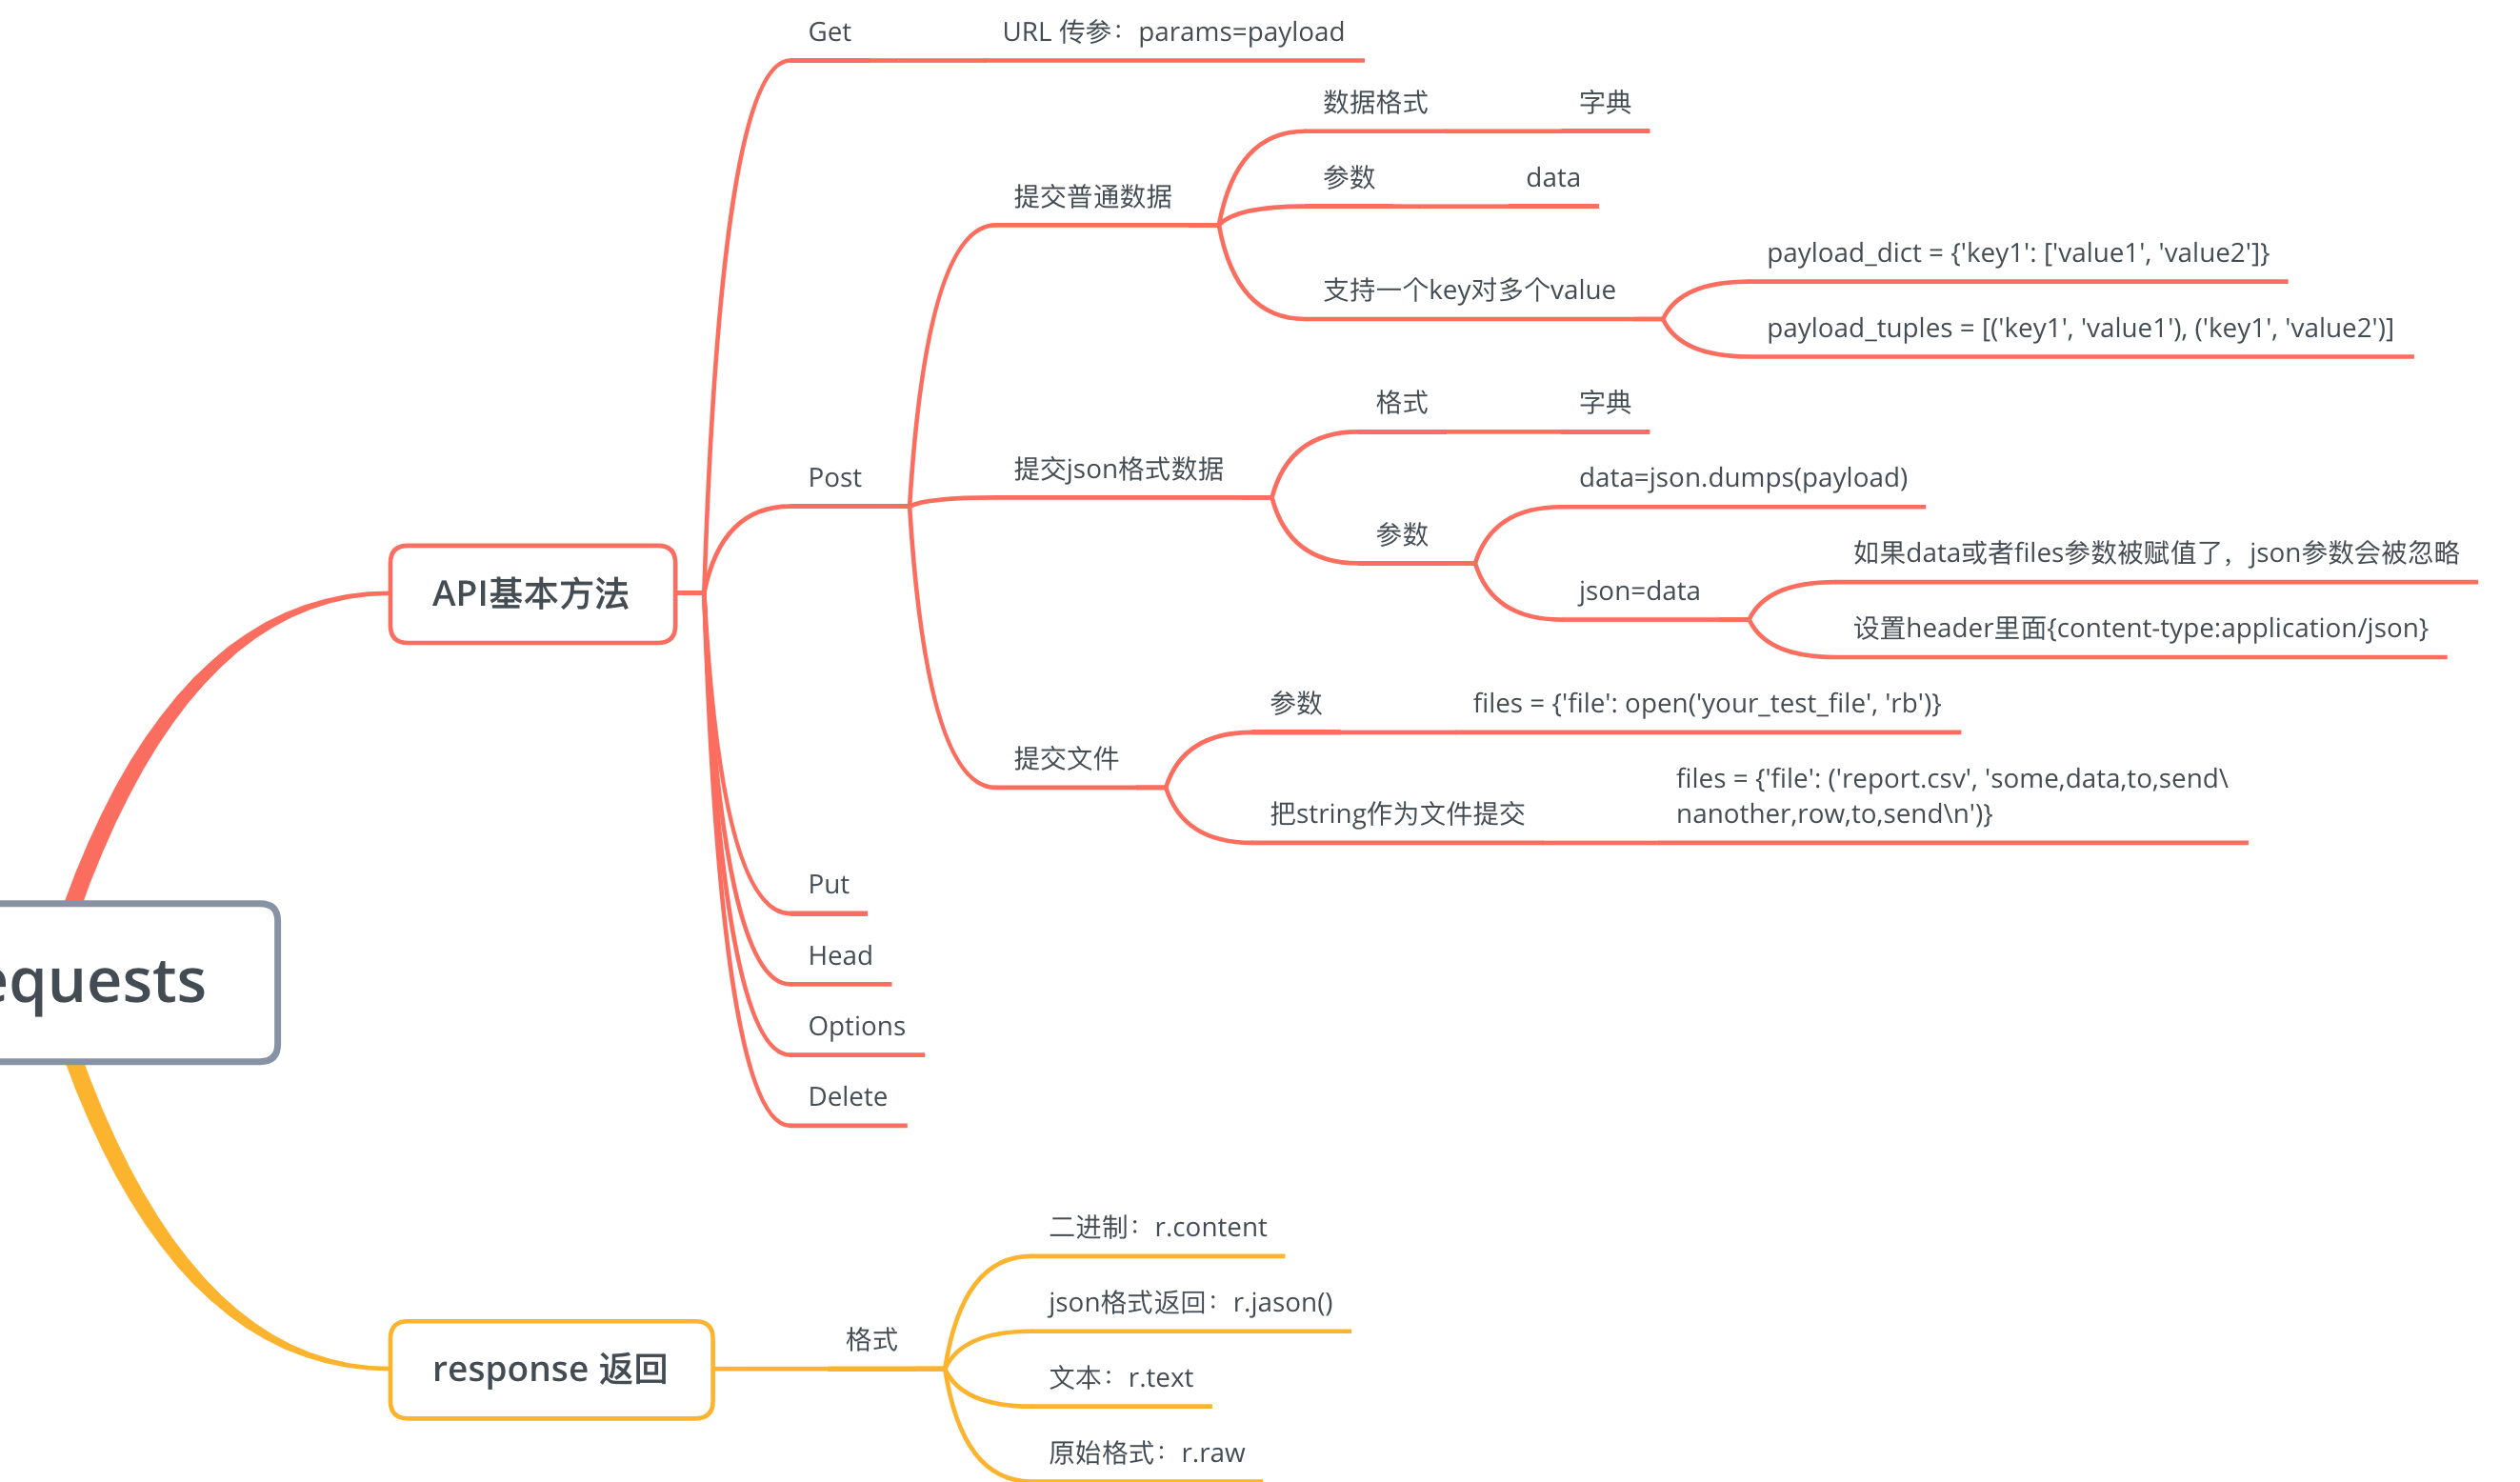 Get
URL 传参：params=payload
数据格式
字典
参数
data
提交普通数据
支持一个key对多个value
payload_dict = {'key1': ['value1', 'value2']}
payload_tuples = [('key1', 'value1'), ('key1', 'value2')]
Post
提交json格式数据
格式
字典
参数
data=json.dumps(payload)
json=data
如果data或者files参数被赋值了，json参数会被忽略
设置header里面{content-type:application/json}
API基本方法
提交文件
参数
files = {'file': open('your_test_file', 'rb')}
把string作为文件提交
files = {'file': ('report.csv', 'some,data,to,send\
nanother,row,to,send\n')}
Put
Head
Options
Delete
equests
response 返回
格式
二进制：r.content
json格式返回：r.jason()
文本：r.text
原始格式：r.raw